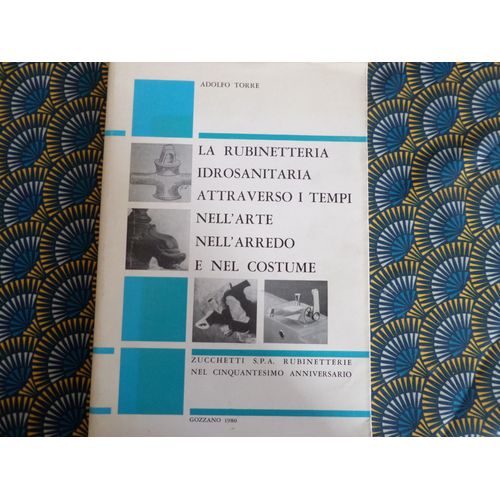 ADOLFO TORRE
LA RUBINETTERIA
IDROSANITARIA
ATTRAVERSO I TEMPI
NELL'ARTE
NELL'ARREDO
E NEL COSTUME
ZUCCHETTI S.P.A. RUBINETTERIE
NEL CINQUANTESIMO ANNIVERSARIO
GOZZANO 1980